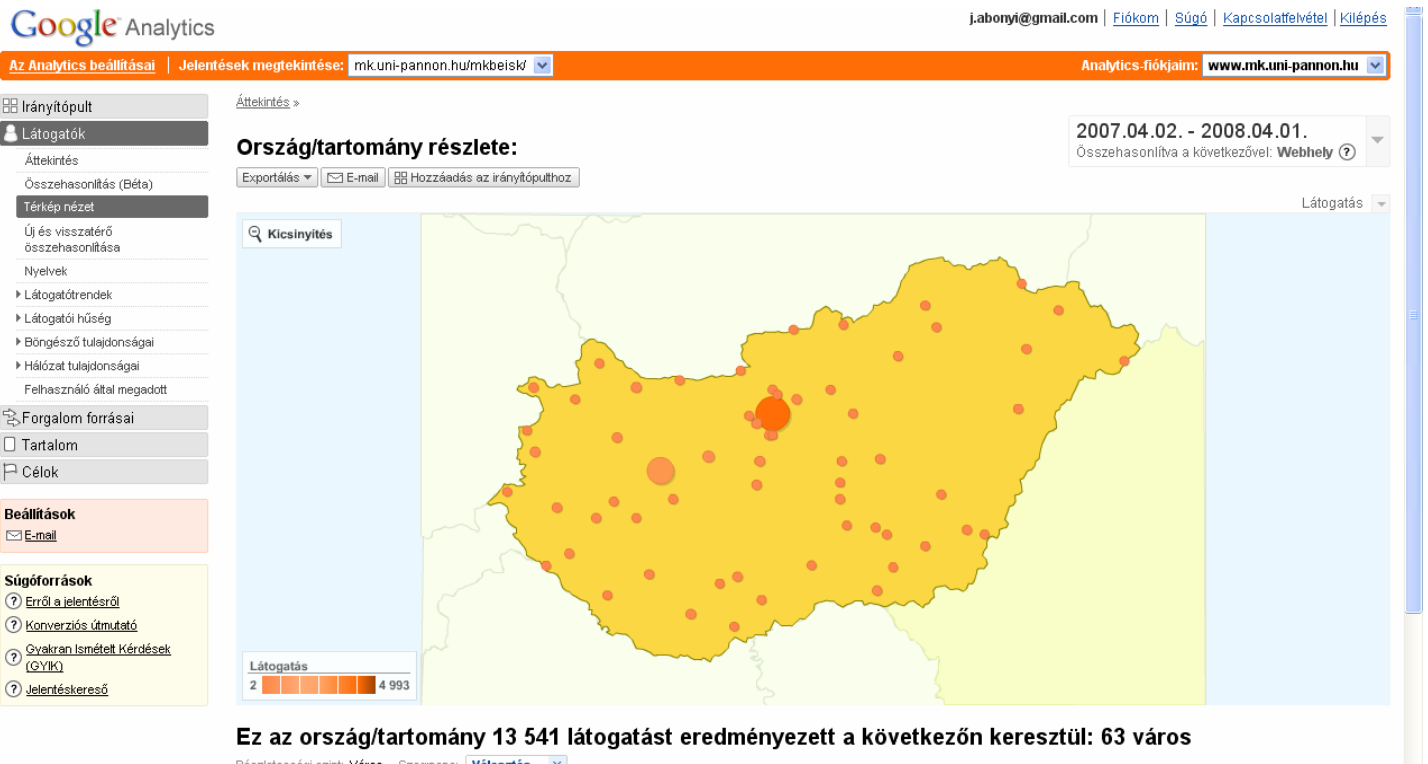 Google Analytics
j.abonyi@gmail.com | Fiókom | Súgó | Kapcsolatfelvétel | Kilépés
Az Analytics beállításai | Jelentések megtekintése: mk.uni-pannon.hu/mkbeisk/
Analytics-fiókjaim: www.mk.uni-pannon.hu
Irányítópult
Látogatók
Áttekintés
Összehasonlítás (Béta)
Térkép nézet
Új és visszatérő
összehasonlítása
Nyelvek
Látogatótrendek
Látogatói hűség
Böngésző tulajdonságai
Hálózat tulajdonságai
Felhasználó által megadott
Forgalom forrásai
Tartalom
Célok
Beállítások
E-mail
Súgóforrások
? Erről a jelentésről
? Konverziós útmutató
? Gyakran Ismételt Kérdések
(GYIK)
? Jelentéskereső
Áttekintés »
Ország/tartomány részlete:
2007.04.02. - 2008.04.01.
Összehasonlítva a következővel: Webhely ?
Exportálás
E-mail
Hozzáadás az irányítópulthoz
Látogatás
Kicsinyítés
Látogatás
2 4 993
Ez az ország/tartomány 13 541 látogatást eredményezett a következőn keresztül: 63 város